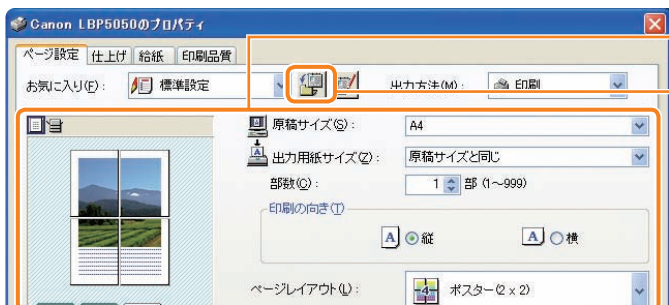 Canon LBP5050のプロパティ
ページ設定 仕上げ 給紙 印刷品質
お気に入り(F): 標準設定 出力方法(M): 印刷
原稿サイズ(S): A4
出力用紙サイズ(Z): 原稿サイズと同じ
部数(C): 1 部 (1~999)
印刷の向き(T)
A 縦 A 横
ページレイアウト(L): 4 ポスター(2 x 2)